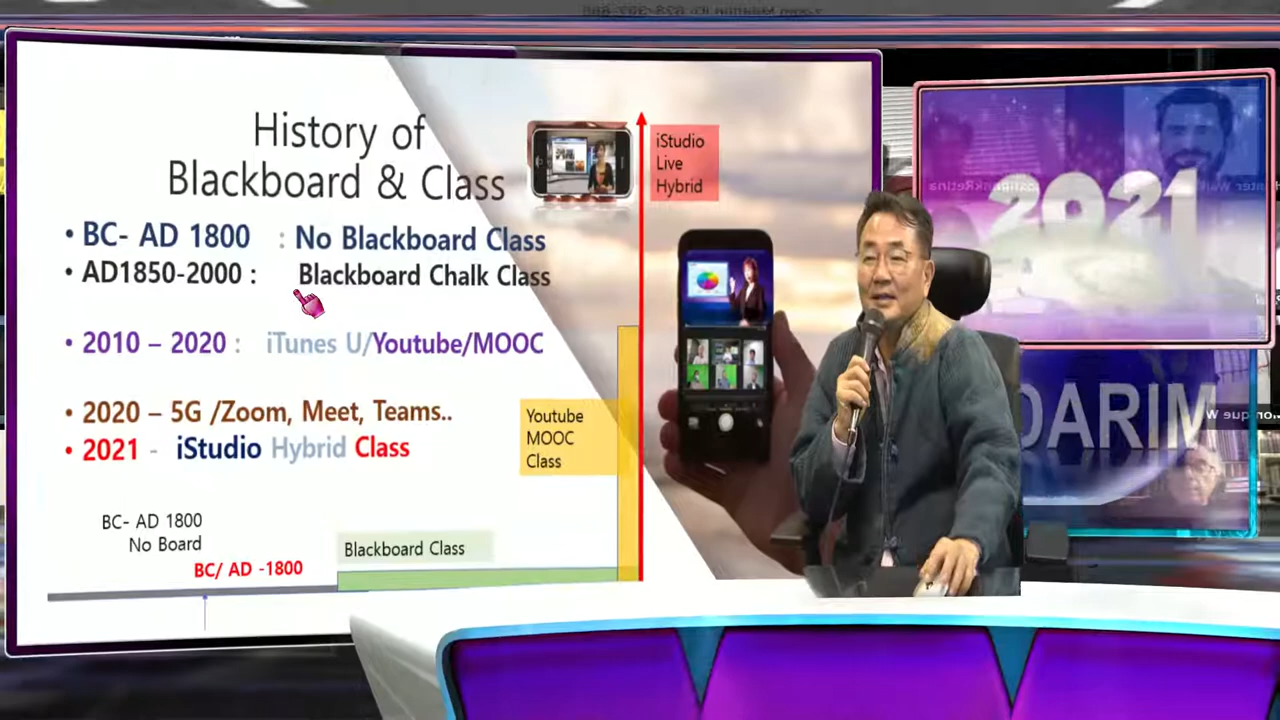 History of
Blackboard & Class
• BC- AD 1800 : No Blackboard Class
• AD1850-2000 : Blackboard Chalk Class
• 2010 – 2020 : iTunes U/Youtube/MOOC
• 2020 – 5G /Zoom, Meet, Teams..
• 2021 - iStudio Hybrid Class
BC- AD 1800
No Board
BC/ AD -1800
Blackboard Class
Youtube
MOOC
Class
iStudio
Live
Hybrid
2021
DARIM